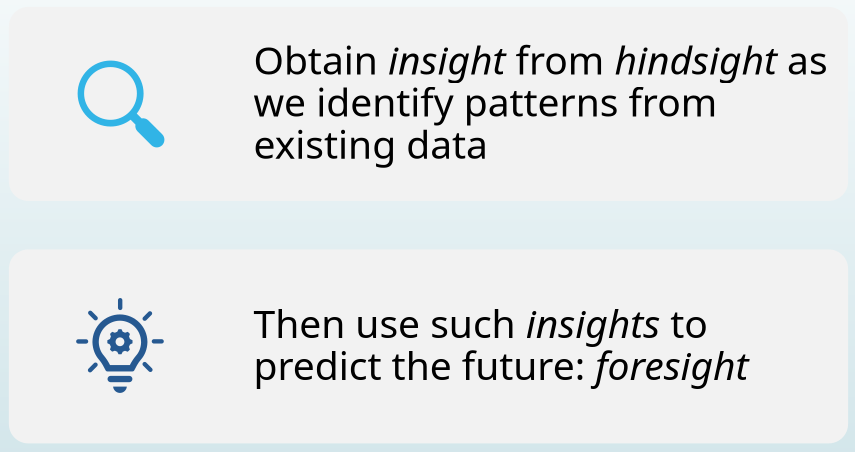 Obtain insight from hindsight as
we identify patterns from
existing data
Then use such insights to
predict the future: foresight